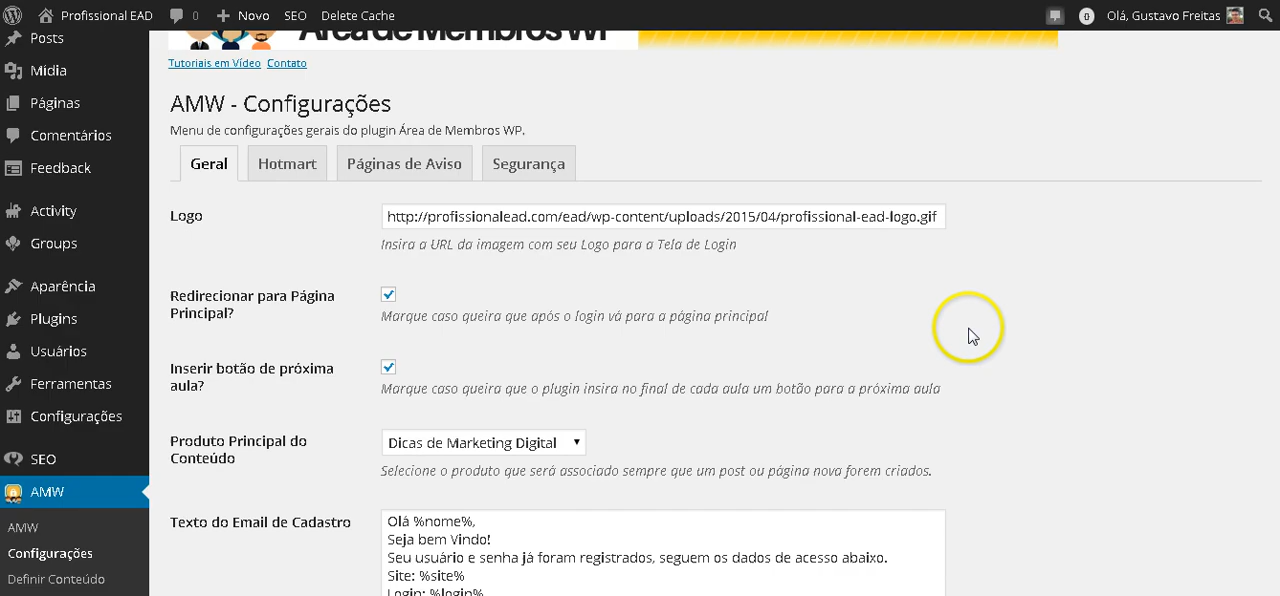 Profissional EAD
0
Novo
SEO
Delete Cache
Olá, Gustavo Freitas
Posts
Mídia
Páginas
Comentários
Feedback
Activity
Groups
Aparência
Plugins
Usuários
Ferramentas
Configurações
SEO
AMW
AMW
Configurações
Definir Conteúdo
Área de Membros WP
Tutoriais em Vídeo
Contato
AMW - Configurações
Menu de configurações gerais do plugin Área de Membros WP.
Geral
Hotmart
Páginas de Aviso
Segurança
Logo
http://profissionalead.com/ead/wp-content/uploads/2015/04/profissional-ead-logo.gif
Insira a URL da imagem com seu Logo para a Tela de Login
Redirecionar para Página
Principal?
Marque caso queira que após o login vá para a página principal
Inserir botão de próxima
aula?
Marque caso queira que o plugin insira no final de cada aula um botão para a próxima aula
Produto Principal do
Conteúdo
Dicas de Marketing Digital
Selecione o produto que será associado sempre que um post ou página nova forem criados.
Texto do Email de Cadastro
Olá %nome%,
Seja bem Vindo!
Seu usuário e senha já foram registrados, seguem os dados de acesso abaixo.
Site: %site%
Login: %login%